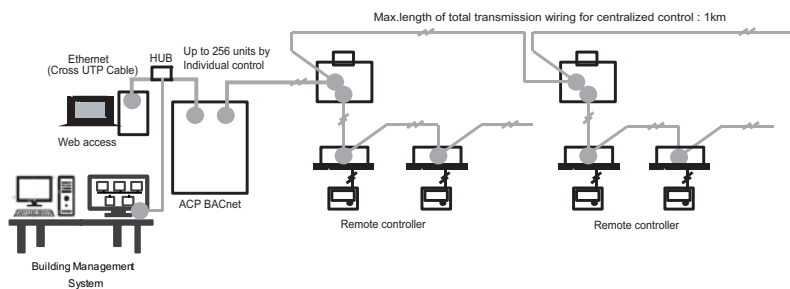 Max.length of total transmission wiring for centralized control : 1km
Ethernet
(Cross UTP Cable)
HUB
Up to 256 units by
Individual control
Web access
ACP BACnet
Remote controller
Remote controller
Building Management
System